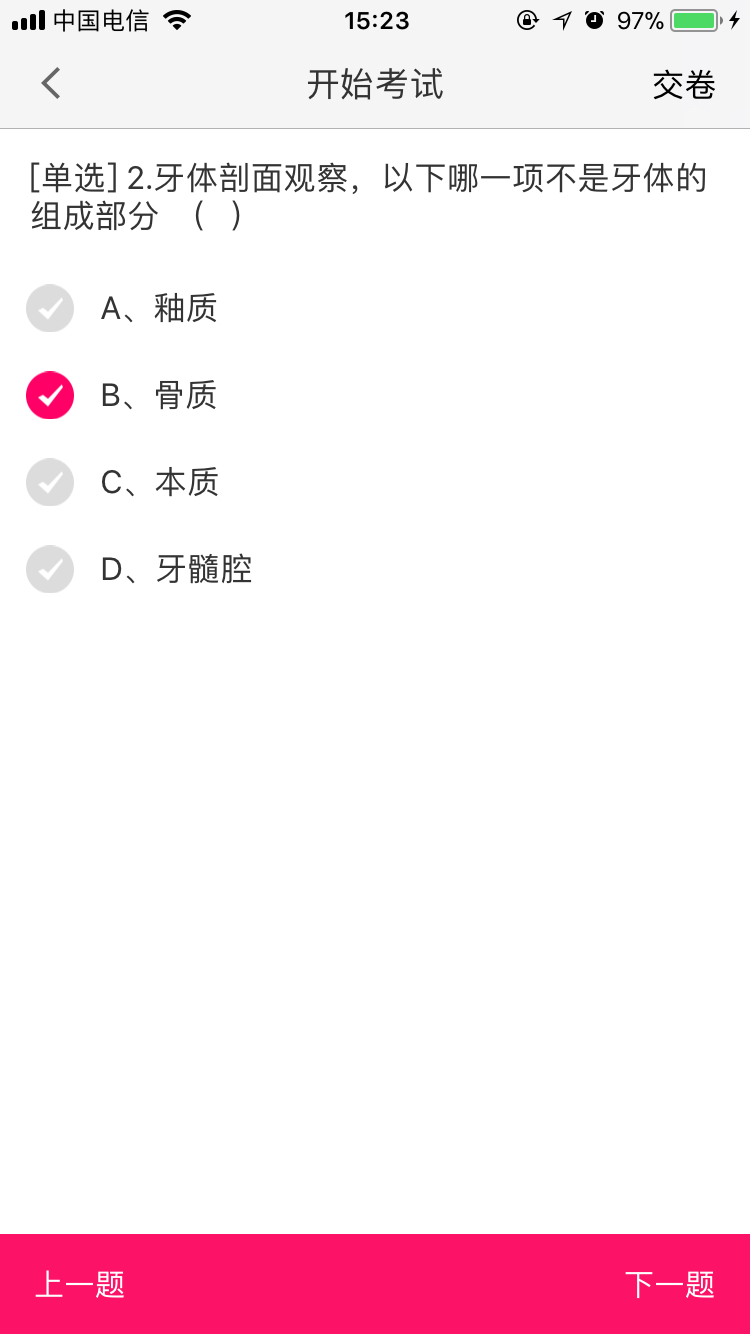 中国电信 15:23 97%
开始考试 交卷
[单选] 2.牙体剖面观察，以下哪一项不是牙体的
组成部分 （ ）
A、釉质
B、骨质
C、本质
D、牙髓腔
上一题 下一题